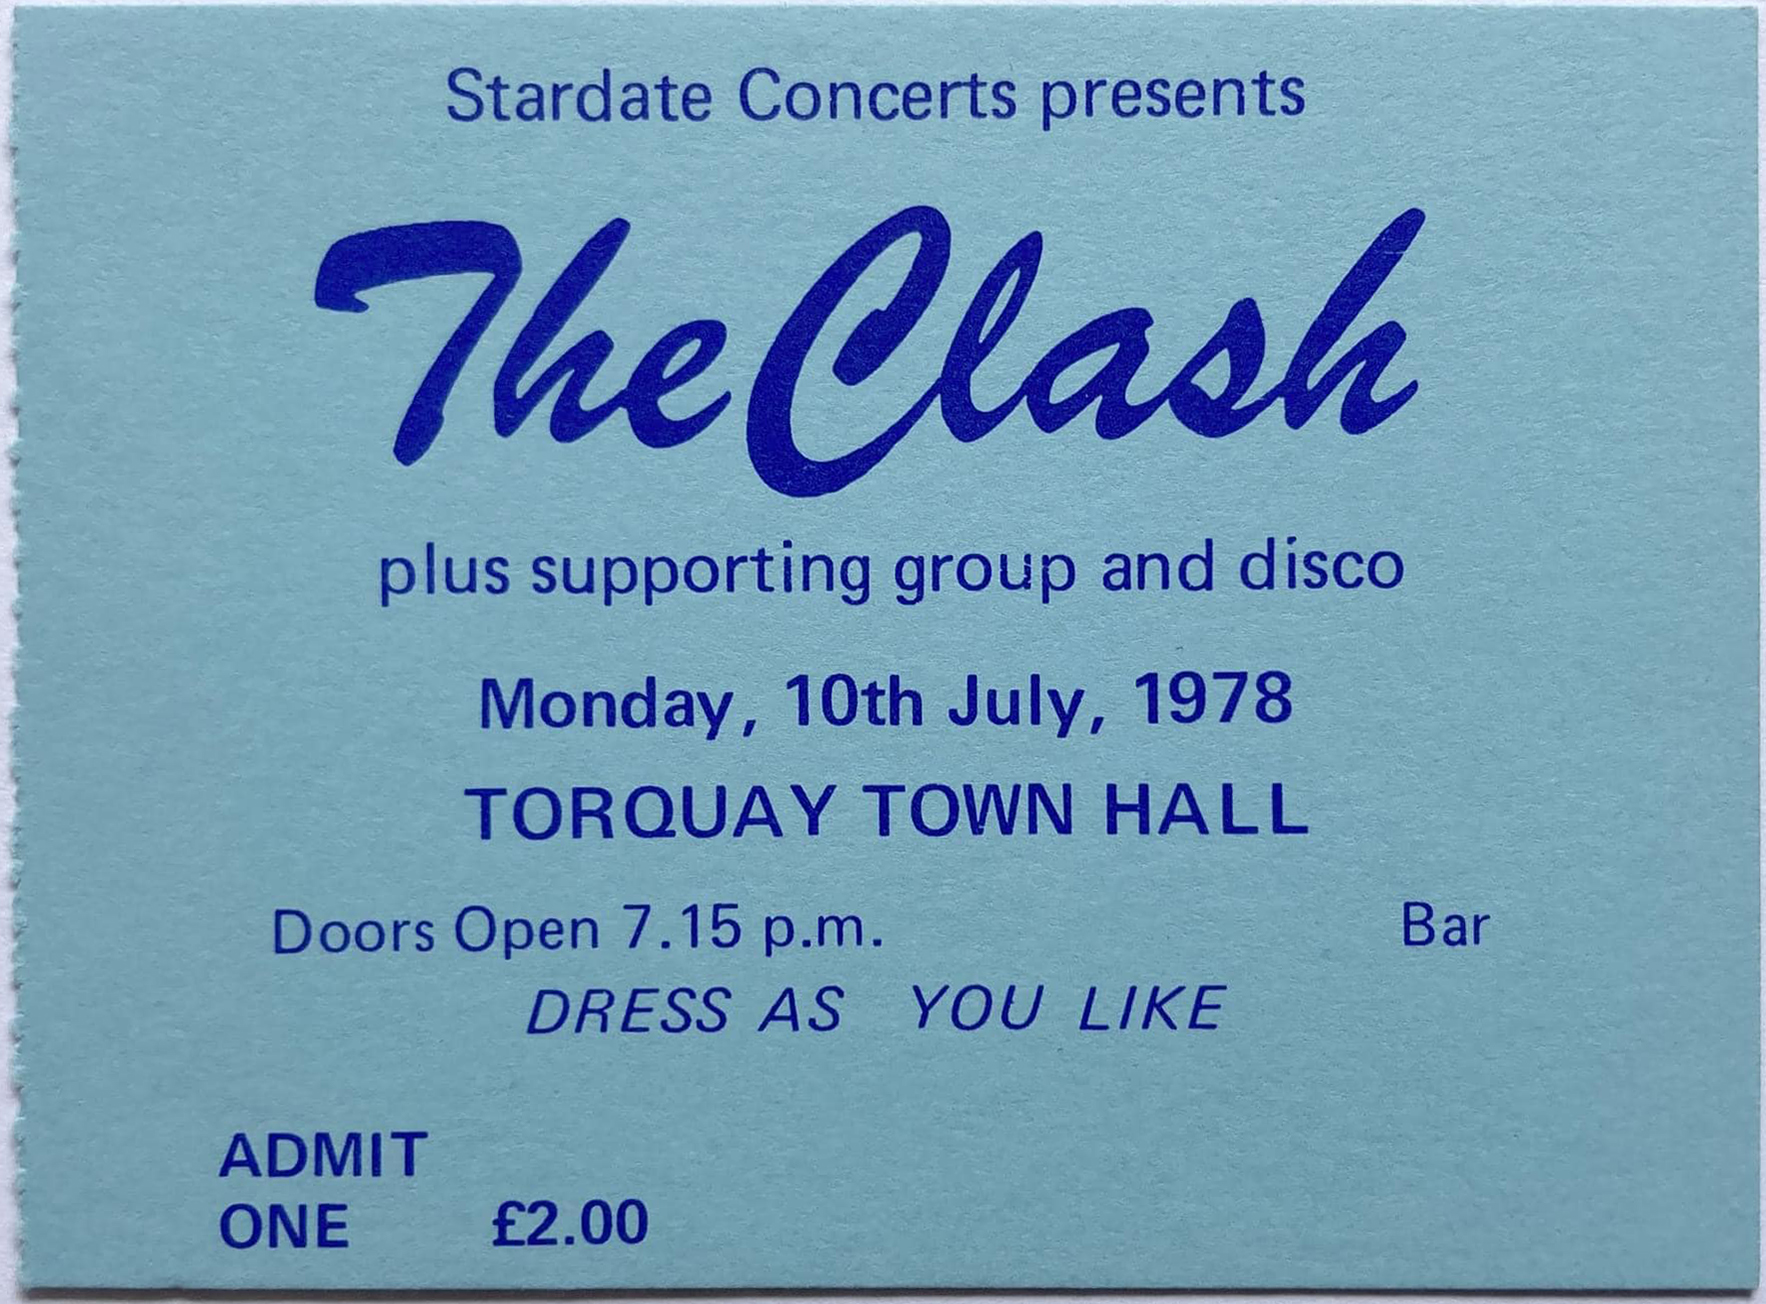 Stardate Concerts presents
The Clash
plus supporting group and disco
Monday, 10th July, 1978
TORQUAY TOWN HALL
Doors Open 7.15 p.m. Bar
DRESS AS YOU LIKE
ADMIT
ONE £2.00